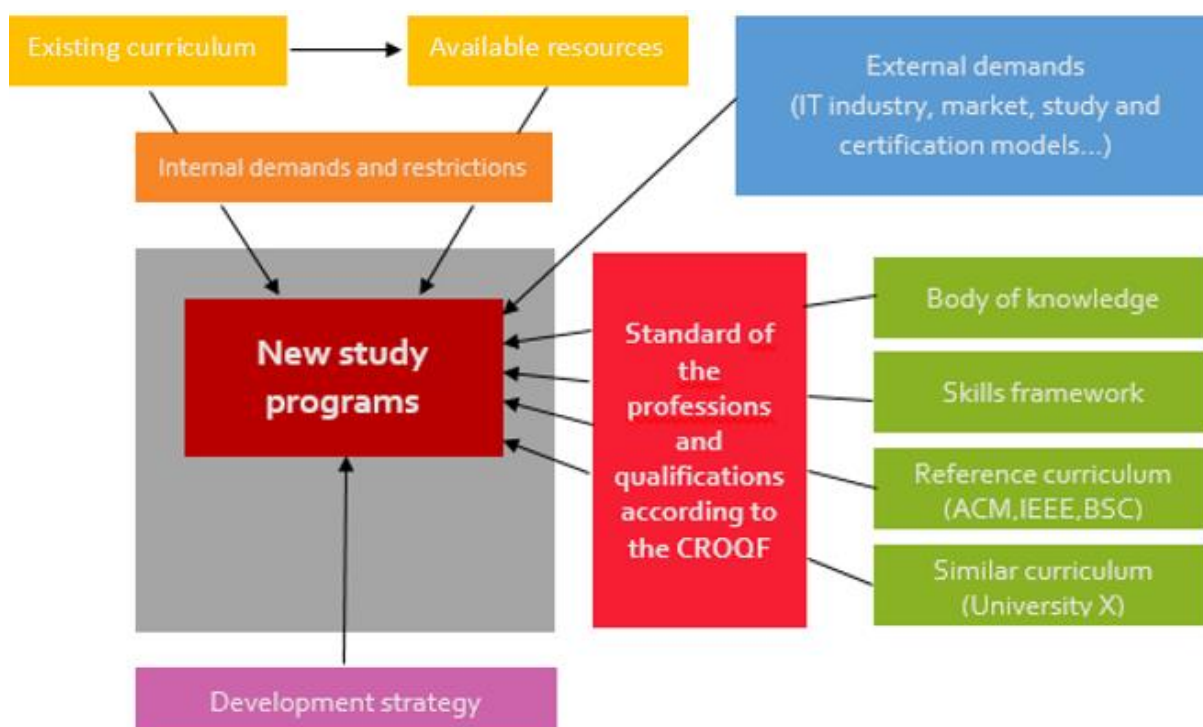 Existing curriculum
Available resources
External demands
(IT industry, market, study and
certification models...)
Internal demands and restrictions
New study
programs
Standard of
the
professions
and
qualifications
according to
the CROQF
Body of knowledge
Skills framework
Reference curriculum
(ACM,IEEE,BSC)
Similar curriculum
(University X)
Development strategy